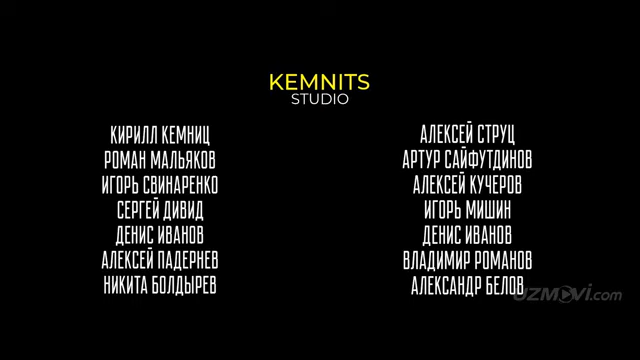 KEMNITS
STUDIO
КИРИЛЛ КЕМНИЦ
РОМАН МАЛЬЯКОВ
ИГОРЬ СВИНАРЕНКО
СЕРГЕЙ ДИВИД
ДЕНИС ИВАНОВ
АЛЕКСЕЙ ПАДЕРНЕВ
НИКИТА БОЛДЫРЕВ
АЛЕКСЕЙ СТРУЦ
АРТУР САЙФУТДИНОВ
АЛЕКСЕЙ КУЧЕРОВ
ИГОРЬ МИШИН
ДЕНИС ИВАНОВ
ВЛАДИМИР РОМАНОВ
АЛЕКСАНДР БЕЛОВ
UZMOVi.com